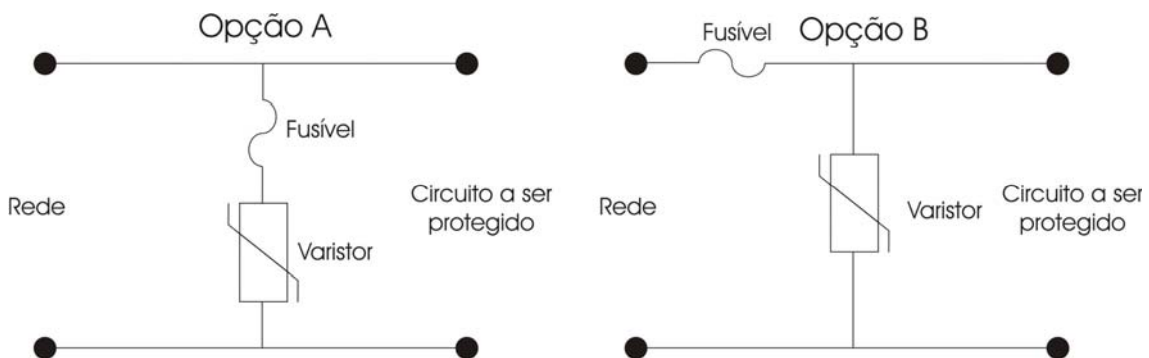 Opção A
Fusível
Rede
Varistor
Circuito a ser
protegido
Fusível
Opção B
Rede
Varistor
Circuito a ser
protegido